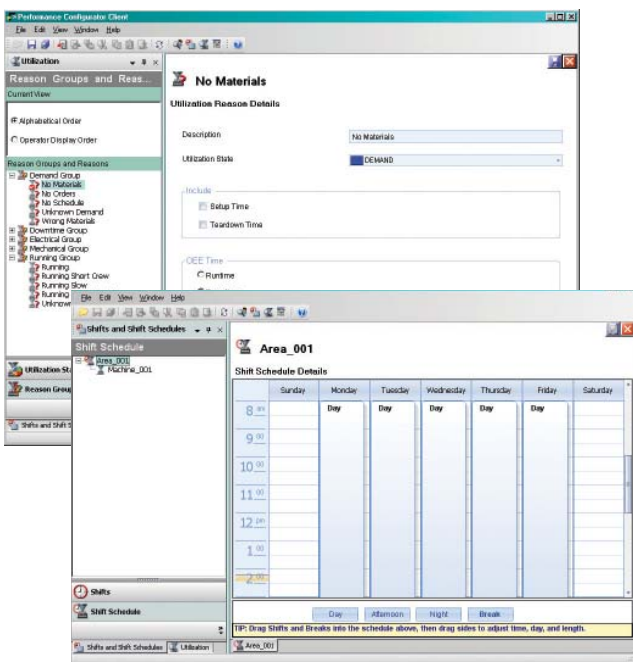 Performance Configurator Client
File Edit View Window Help
Utilization
Reason Groups and Reas...
Current View
Alphabetical Order
Operator Display Order
Reason Groups and Reasons
Demand Group
No Materials
No Orders
No Schedule
Unknown Demand
Wrong Materials
Downtime Group
Electrical Group
Mechanical Group
Running Group
Running
Running Short Crew
Running Slow
Running
Unknown
Utilization St
Reason Group
Shifts and Shift S
No Materials
Utilization Reason Details
Description
No Materials
Utilization State
DEMAND
Include
Setup Time
Teardown Time
OEE Time
Runtime
File Edit View Window Help
Shifts and Shift Schedules
Shift Schedule
Area_001
Machine_001
Shifts
Shift Schedule
Shifts and Shift Schedules Utilization
Area_001
Shift Schedule Details
Sunday Monday Tuesday Wednesday Thursday Friday Saturday
8 am Day Day Day Day Day
9 00
10 00
11 00
12 pm
1 00
2 00
Day Afternoon Night Break
TIP: Drag Shifts and Breaks into the schedule above, then drag sides to adjust time, day, and length.
Area_001